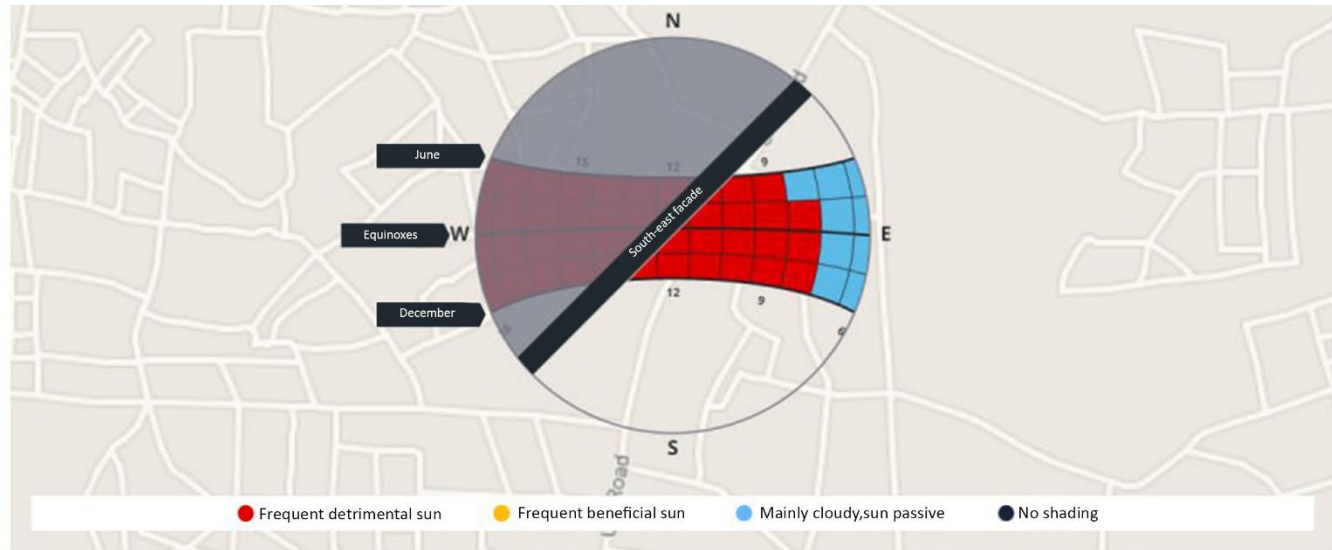 N
June
15
12
9
Equinoxes
W
South-east facade
E
December
12
9
S
Road
Frequent detrimental sun
Frequent beneficial sun
Mainly cloudy,sun passive
No shading